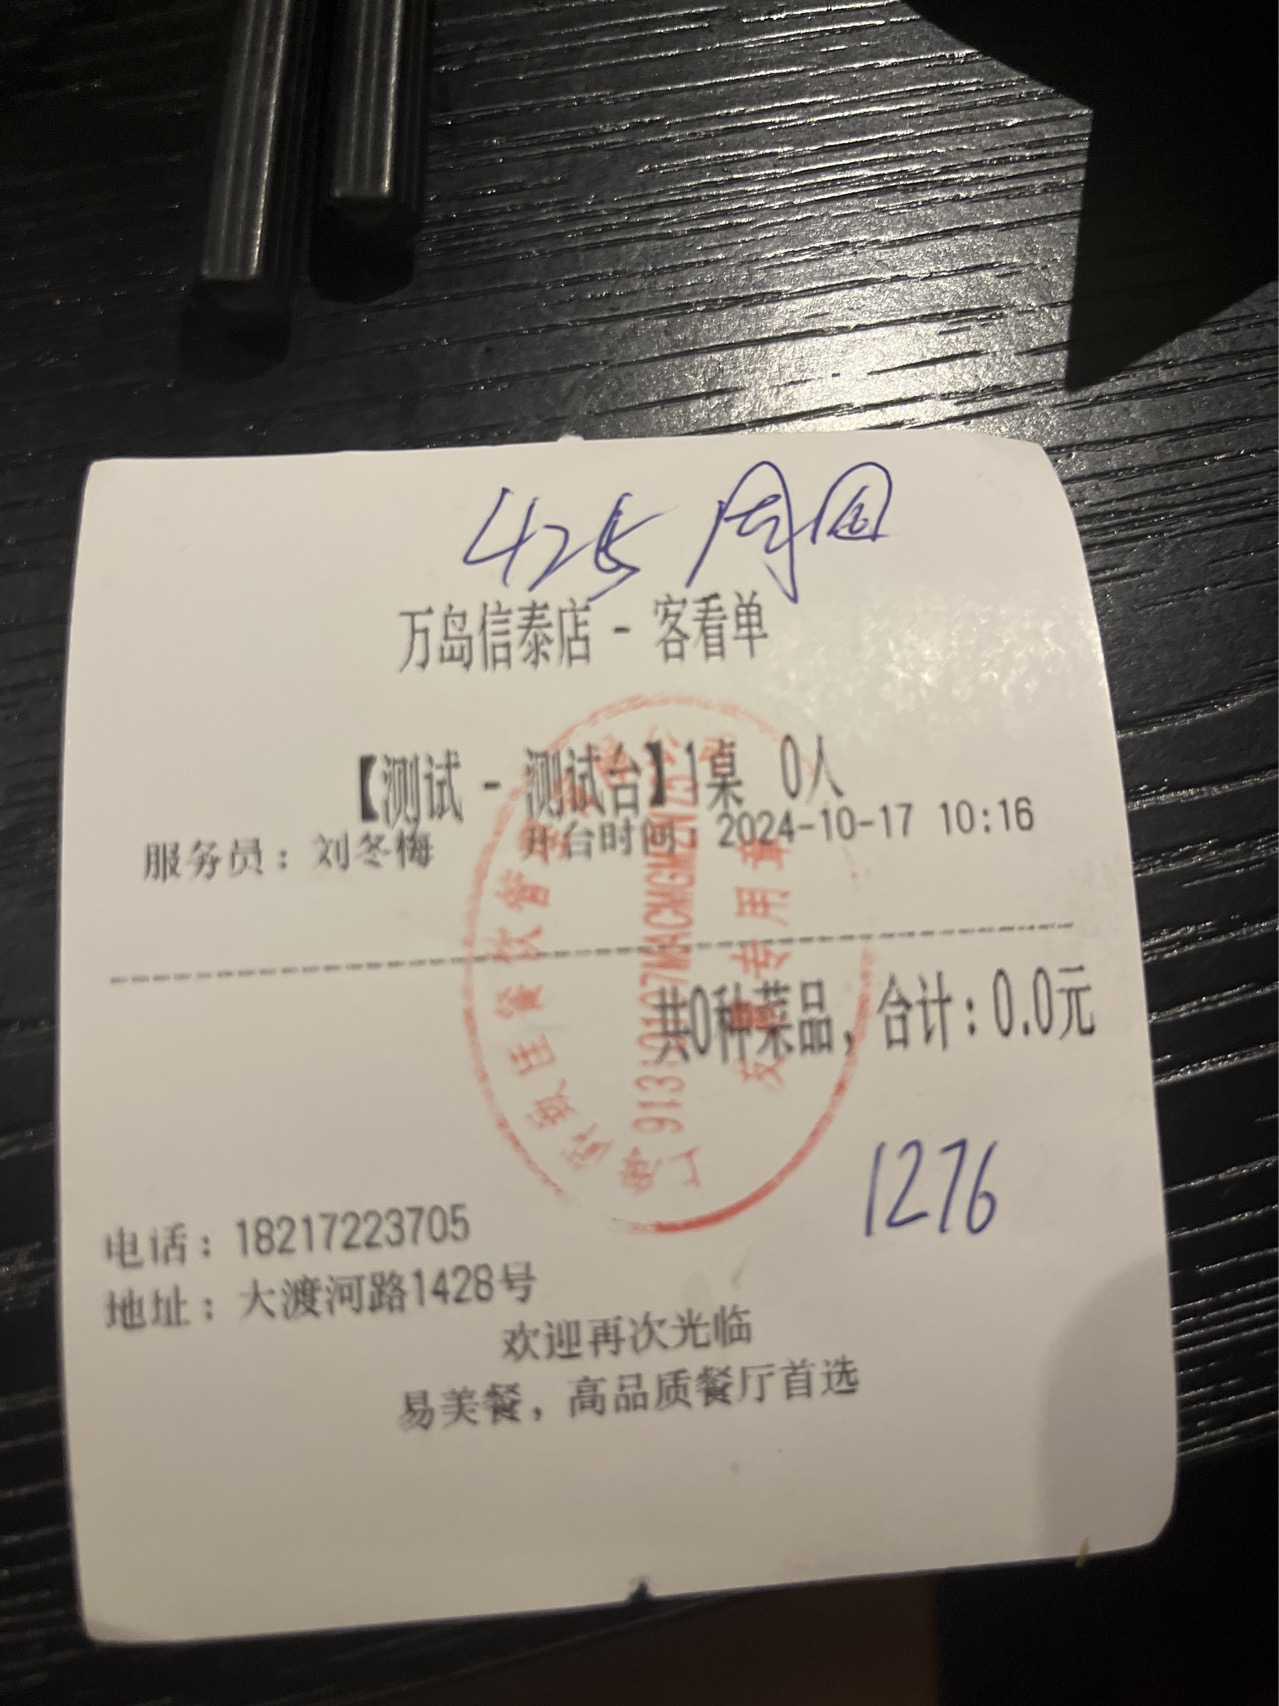 425
万岛信泰店 - 客看单
【测试 - 测试台】1桌 0人
服务员：刘冬梅 开台时间：2024-10-17 10:16
共0种菜品，合计：0.0元
1276
电话：18217223705
地址：大渡河路1428号
欢迎再次光临
易美餐，高品质餐厅首选